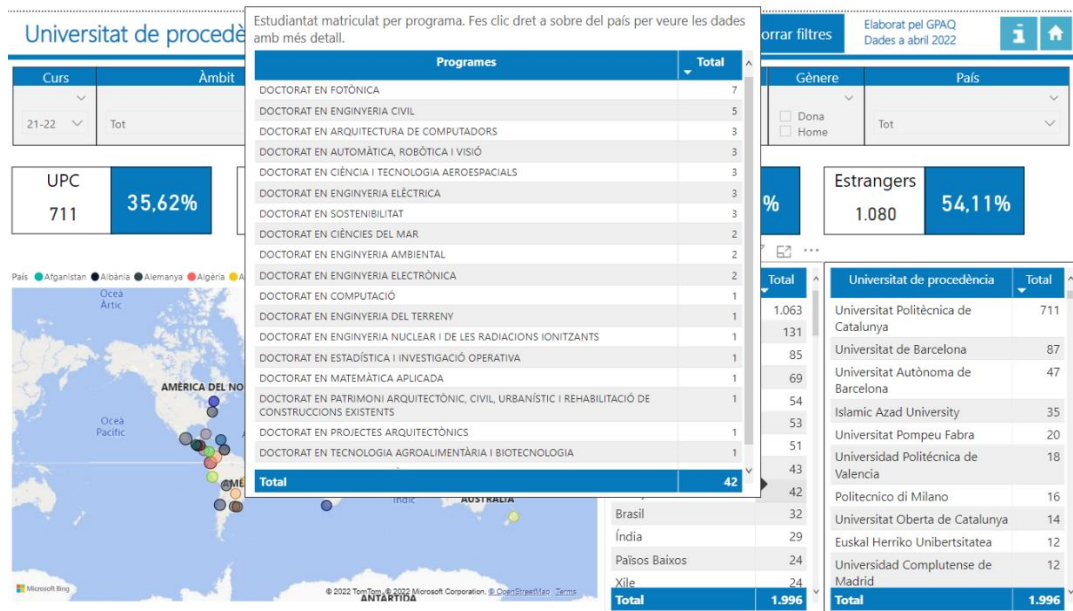 Universitat de procedè
Estudiantat matriculat per programa. Fes clic dret a sobre del país per veure les dades
amb més detall.
orrar filtres
Elaborat pel GPAQ
Dades a abril 2022
Programes Total
DOCTORAT EN FOTÒNICA 7
DOCTORAT EN ENGINYERIA CIVIL 5
DOCTORAT EN ARQUITECTURA DE COMPUTADORS 3
DOCTORAT EN AUTOMÀTICA, ROBÒTICA I VISIÓ 3
DOCTORAT EN CIÈNCIA I TECNOLOGIA AEROESPACIALS 3
DOCTORAT EN ENGINYERIA ELÈCTRICA 3
DOCTORAT EN SOSTENIBILITAT 3
DOCTORAT EN CIÈNCIES DEL MAR 2
DOCTORAT EN ENGINYERIA AMBIENTAL 2
DOCTORAT EN ENGINYERIA ELECTRÒNICA 2
DOCTORAT EN COMPUTACIÓ 1
DOCTORAT EN ENGINYERIA DEL TERRENY 1
DOCTORAT EN ENGINYERIA NUCLEAR I DE LES RADIACIONS IONITZANTS 1
DOCTORAT EN ESTADÍSTICA I INVESTIGACIÓ OPERATIVA 1
DOCTORAT EN MATEMÀTICA APLICADA 1
DOCTORAT EN PATRIMONI ARQUITECTÒNIC, CIVIL, URBANÍSTIC I REHABILITACIÓ DE 1
CONSTRUCCIONS EXISTENTS
DOCTORAT EN PROJECTES ARQUITECTÒNICS 1
DOCTORAT EN TECNOLOGIA AGROALIMENTÀRIA I BIOTECNOLOGIA 1
Total 42
Curs
21-22
Àmbit
Tot
Gènere
Dona
Home
País
Tot
UPC
711
35,62%
%
Estrangers
1.080
54,11%
País Afganistan Albània Alemanya Algèria A
Oceà
Àrtic
AMÈRICA DEL NO
Oceà
Pacífic
AMÈ
Índic
AUSTRÀLIA
ANTÀRTIDA
Microsoft Bing
© 2022 TomTom, © 2022 Microsoft Corporation, © OpenStreetMap Terms
Total
1.063
131
85
69
54
53
51
43
42
Brasil 32
Índia 29
Països Baixos 24
Xile 24
Total 1.996
Universitat de procedència Total
Universitat Politècnica de 711
Catalunya
Universitat de Barcelona 87
Universitat Autònoma de 47
Barcelona
Islamic Azad University 35
Universitat Pompeu Fabra 20
Universidad Politécnica de 18
Valencia
Politecnico di Milano 16
Universitat Oberta de Catalunya 14
Euskal Herriko Unibertsitatea 12
Universidad Complutense de 12
Madrid
Total 1.996